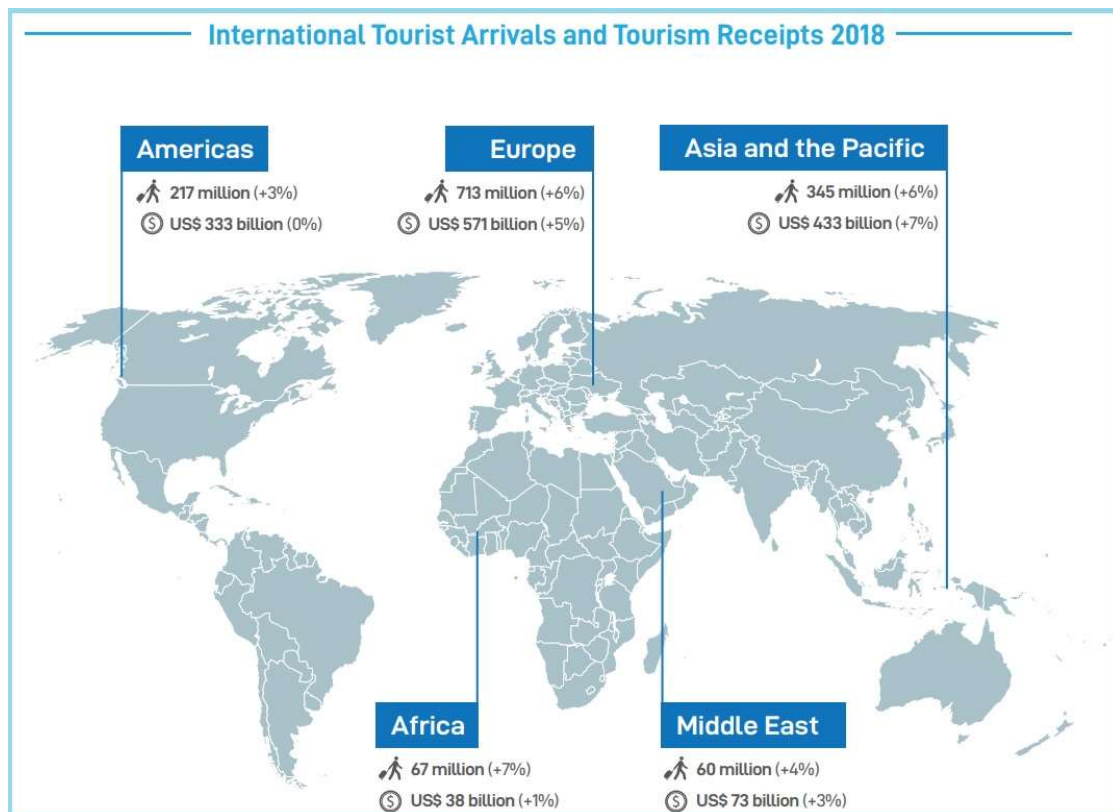 International Tourist Arrivals and Tourism Receipts 2018
Americas
217 million (+3%)
US$ 333 billion (0%)
Europe
713 million (+6%)
US$ 571 billion (+5%)
Asia and the Pacific
345 million (+6%)
US$ 433 billion (+7%)
Africa
67 million (+7%)
US$ 38 billion (+1%)
Middle East
60 million (+4%)
US$ 73 billion (+3%)